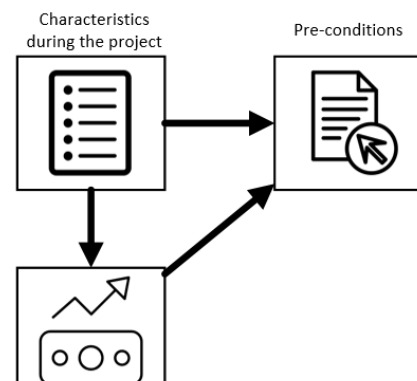 Characteristics
during the project
Pre-conditions